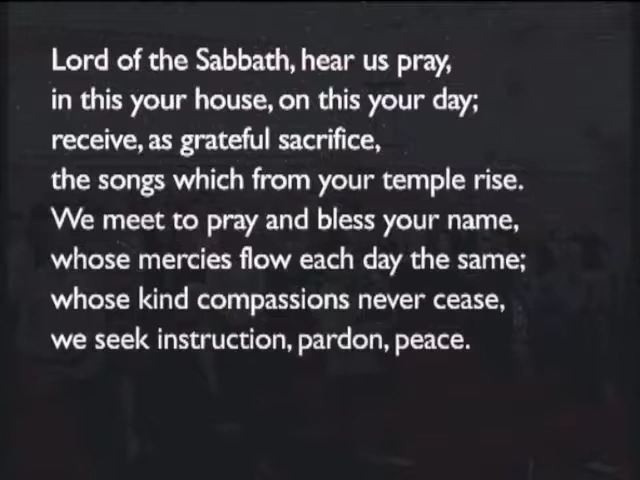 Lord of the Sabbath, hear us pray,
in this your house, on this your day;
receive, as grateful sacrifice,
the songs which from your temple rise.
We meet to pray and bless your name,
whose mercies flow each day the same;
whose kind compassions never cease,
we seek instruction, pardon, peace.